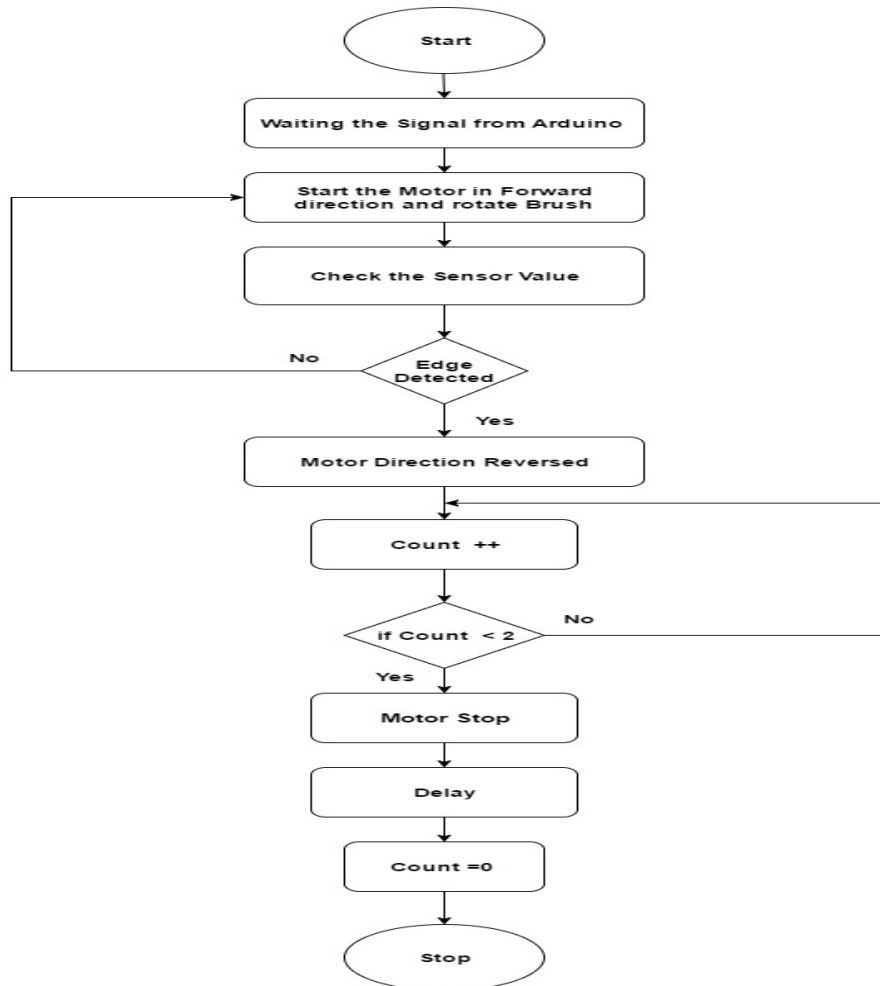 Start
Waiting the Signal from Arduino
Start the Motor in Forward
direction and rotate Brush
Check the Sensor Value
No
Edge
Detected
Yes
Motor Direction Reversed
Count ++
if Count < 2
No
Yes
Motor Stop
Delay
Count =0
Stop